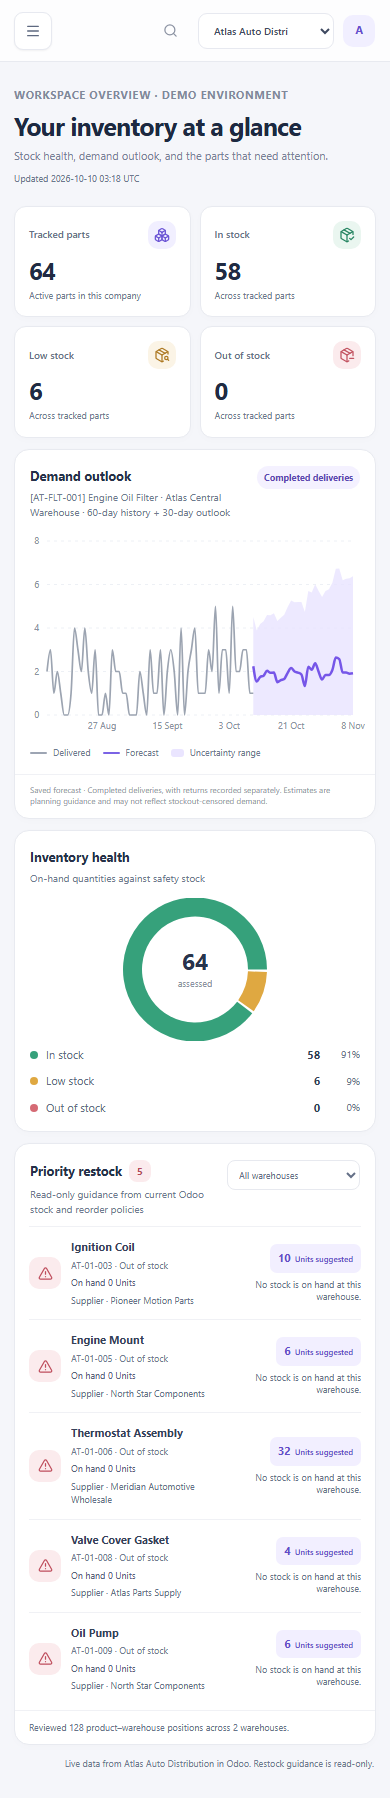 Atlas Auto Distri
A
WORKSPACE OVERVIEW · DEMO ENVIRONMENT
Your inventory at a glance
Stock health, demand outlook, and the parts that need attention.
Updated 2026-10-10 03:18 UTC
Tracked parts
64
Active parts in this company
In stock
58
Across tracked parts
Low stock
6
Across tracked parts
Out of stock
0
Across tracked parts
Demand outlook
Completed deliveries
[AT-FLT-001] Engine Oil Filter · Atlas Central
Warehouse · 60-day history + 30-day outlook
8
6
4
2
0
27 Aug 15 Sept 3 Oct 21 Oct 8 Nov
Delivered Forecast Uncertainty range
Saved forecast · Completed deliveries, with returns recorded separately. Estimates are
planning guidance and may not reflect stockout-censored demand.
Inventory health
On-hand quantities against safety stock
64
assessed
In stock 58 91%
Low stock 6 9%
Out of stock 0 0%
Priority restock 5
All warehouses
Read-only guidance from current Odoo
stock and reorder policies
Ignition Coil
AT-01-003 · Out of stock
On hand 0 Units
Supplier · Pioneer Motion Parts
10 Units suggested
No stock is on hand at this
warehouse.
Engine Mount
AT-01-005 · Out of stock
On hand 0 Units
Supplier · North Star Components
6 Units suggested
No stock is on hand at this
warehouse.
Thermostat Assembly
AT-01-006 · Out of stock
On hand 0 Units
Supplier · Meridian Automotive
Wholesale
32 Units suggested
No stock is on hand at this
warehouse.
Valve Cover Gasket
AT-01-008 · Out of stock
On hand 0 Units
Supplier · Atlas Parts Supply
4 Units suggested
No stock is on hand at this
warehouse.
Oil Pump
AT-01-009 · Out of stock
On hand 0 Units
Supplier · North Star Components
6 Units suggested
No stock is on hand at this
warehouse.
Reviewed 128 product–warehouse positions across 2 warehouses.
Live data from Atlas Auto Distribution in Odoo. Restock guidance is read-only.